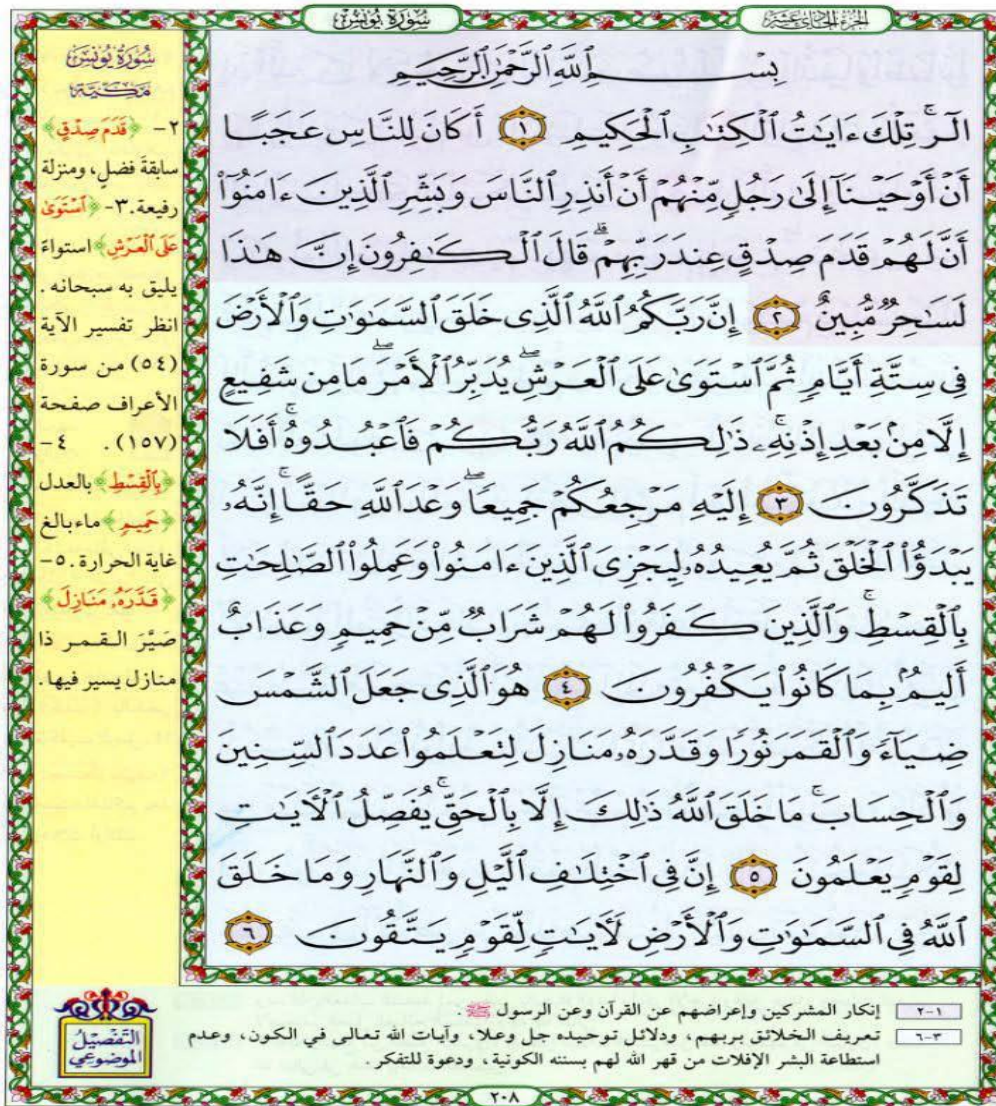 الجزء الحادي عشر
سُورَةُ يُونُسَ
بِسۡمِ ٱللَّهِ ٱلرَّحۡمَٰنِ ٱلرَّحِيمِ
الٓرۚ تِلۡكَ ءَايَٰتُ ٱلۡكِتَٰبِ ٱلۡحَكِيمِ ١ أَكَانَ لِلنَّاسِ عَجَبًا
أَنۡ أَوۡحَيۡنَآ إِلَىٰ رَجُلٖ مِّنۡهُمۡ أَنۡ أَنذِرِ ٱلنَّاسَ وَبَشِّرِ ٱلَّذِينَ ءَامَنُوٓاْ
أَنَّ لَهُمۡ قَدَمَ صِدۡقٍ عِندَ رَبِّهِمۡۗ قَالَ ٱلۡكَٰفِرُونَ إِنَّ هَٰذَا
لَسَٰحِرٞ مُّبِينٌ ٢ إِنَّ رَبَّكُمُ ٱللَّهُ ٱلَّذِي خَلَقَ ٱلسَّمَٰوَٰتِ وَٱلۡأَرۡضَ
فِي سِتَّةِ أَيَّامٖ ثُمَّ ٱسۡتَوَىٰ عَلَى ٱلۡعَرۡشِۖ يُدَبِّرُ ٱلۡأَمۡرَۖ مَا مِن شَفِيعٍ
إِلَّا مِنۢ بَعۡدِ إِذۡنِهِۦۚ ذَٰلِكُمُ ٱللَّهُ رَبُّكُمۡ فَٱعۡبُدُوهُۚ أَفَلَا
تَذَكَّرُونَ ٣ إِلَيۡهِ مَرۡجِعُكُمۡ جَمِيعٗاۖ وَعۡدَ ٱللَّهِ حَقًّاۚ إِنَّهُۥ
يَبۡدَؤُاْ ٱلۡخَلۡقَ ثُمَّ يُعِيدُهُۥ لِيَجۡزِيَ ٱلَّذِينَ ءَامَنُواْ وَعَمِلُواْ ٱلصَّٰلِحَٰتِ
بِٱلۡقِسۡطِۚ وَٱلَّذِينَ كَفَرُواْ لَهُمۡ شَرَابٞ مِّنۡ حَمِيمٖ وَعَذَابٌ
أَلِيمُۢ بِمَا كَانُواْ يَكۡفُرُونَ ٤ هُوَ ٱلَّذِي جَعَلَ ٱلشَّمۡسَ
ضِيَآءٗ وَٱلۡقَمَرَ نُورٗا وَقَدَّرَهُۥ مَنَازِلَ لِتَعۡلَمُواْ عَدَدَ ٱلسِّنِينَ
وَٱلۡحِسَابَۚ مَا خَلَقَ ٱللَّهُ ذَٰلِكَ إِلَّا بِٱلۡحَقِّۚ يُفَصِّلُ ٱلۡأٓيَٰتِ
لِقَوۡمٖ يَعۡلَمُونَ ٥ إِنَّ فِي ٱخۡتِلَٰفِ ٱلَّيۡلِ وَٱلنَّهَارِ وَمَا خَلَقَ
ٱللَّهُ فِي ٱلسَّمَٰوَٰتِ وَٱلۡأَرۡضِ لَأٓيَٰتٖ لِّقَوۡمٖ يَتَّقُونَ ٦
سُورَةُ يُونُسَ
مَكِّيَّة
٢- ﴿قَدَمَ صِدۡقٍ﴾
سابقةَ فضلٍ، ومنزلة
رفيعة. ٣- ﴿ٱسۡتَوَىٰ
عَلَى ٱلۡعَرۡشِ﴾ استواءً
يليق به سبحانه.
انظر تفسير الآية
(٥٤) من سورة
الأعراف صفحة
(١٥٧). ٤-
﴿بِٱلۡقِسۡطِ﴾ بالعدل
﴿حَمِيمٖ﴾ ماء بالغ
غاية الحرارة. ٥-
﴿قَدَّرَهُۥ مَنَازِلَ﴾
صَيَّرَ القمر ذا
منازل يسير فيها.
١-٢ إنكار المشركين وإعراضهم عن القرآن وعن الرسول ﷺ.
٣-٦ تعريف الخلائق بربهم، ودلائل توحيده جل وعلا، وآيات الله تعالى في الكون، وعدم
استطاعة البشر الإفلات من قهر الله لهم بسننه الكونية، ودعوة للتفكر.
التَّفْصِيلُ
الموضوعي
٢٠٨